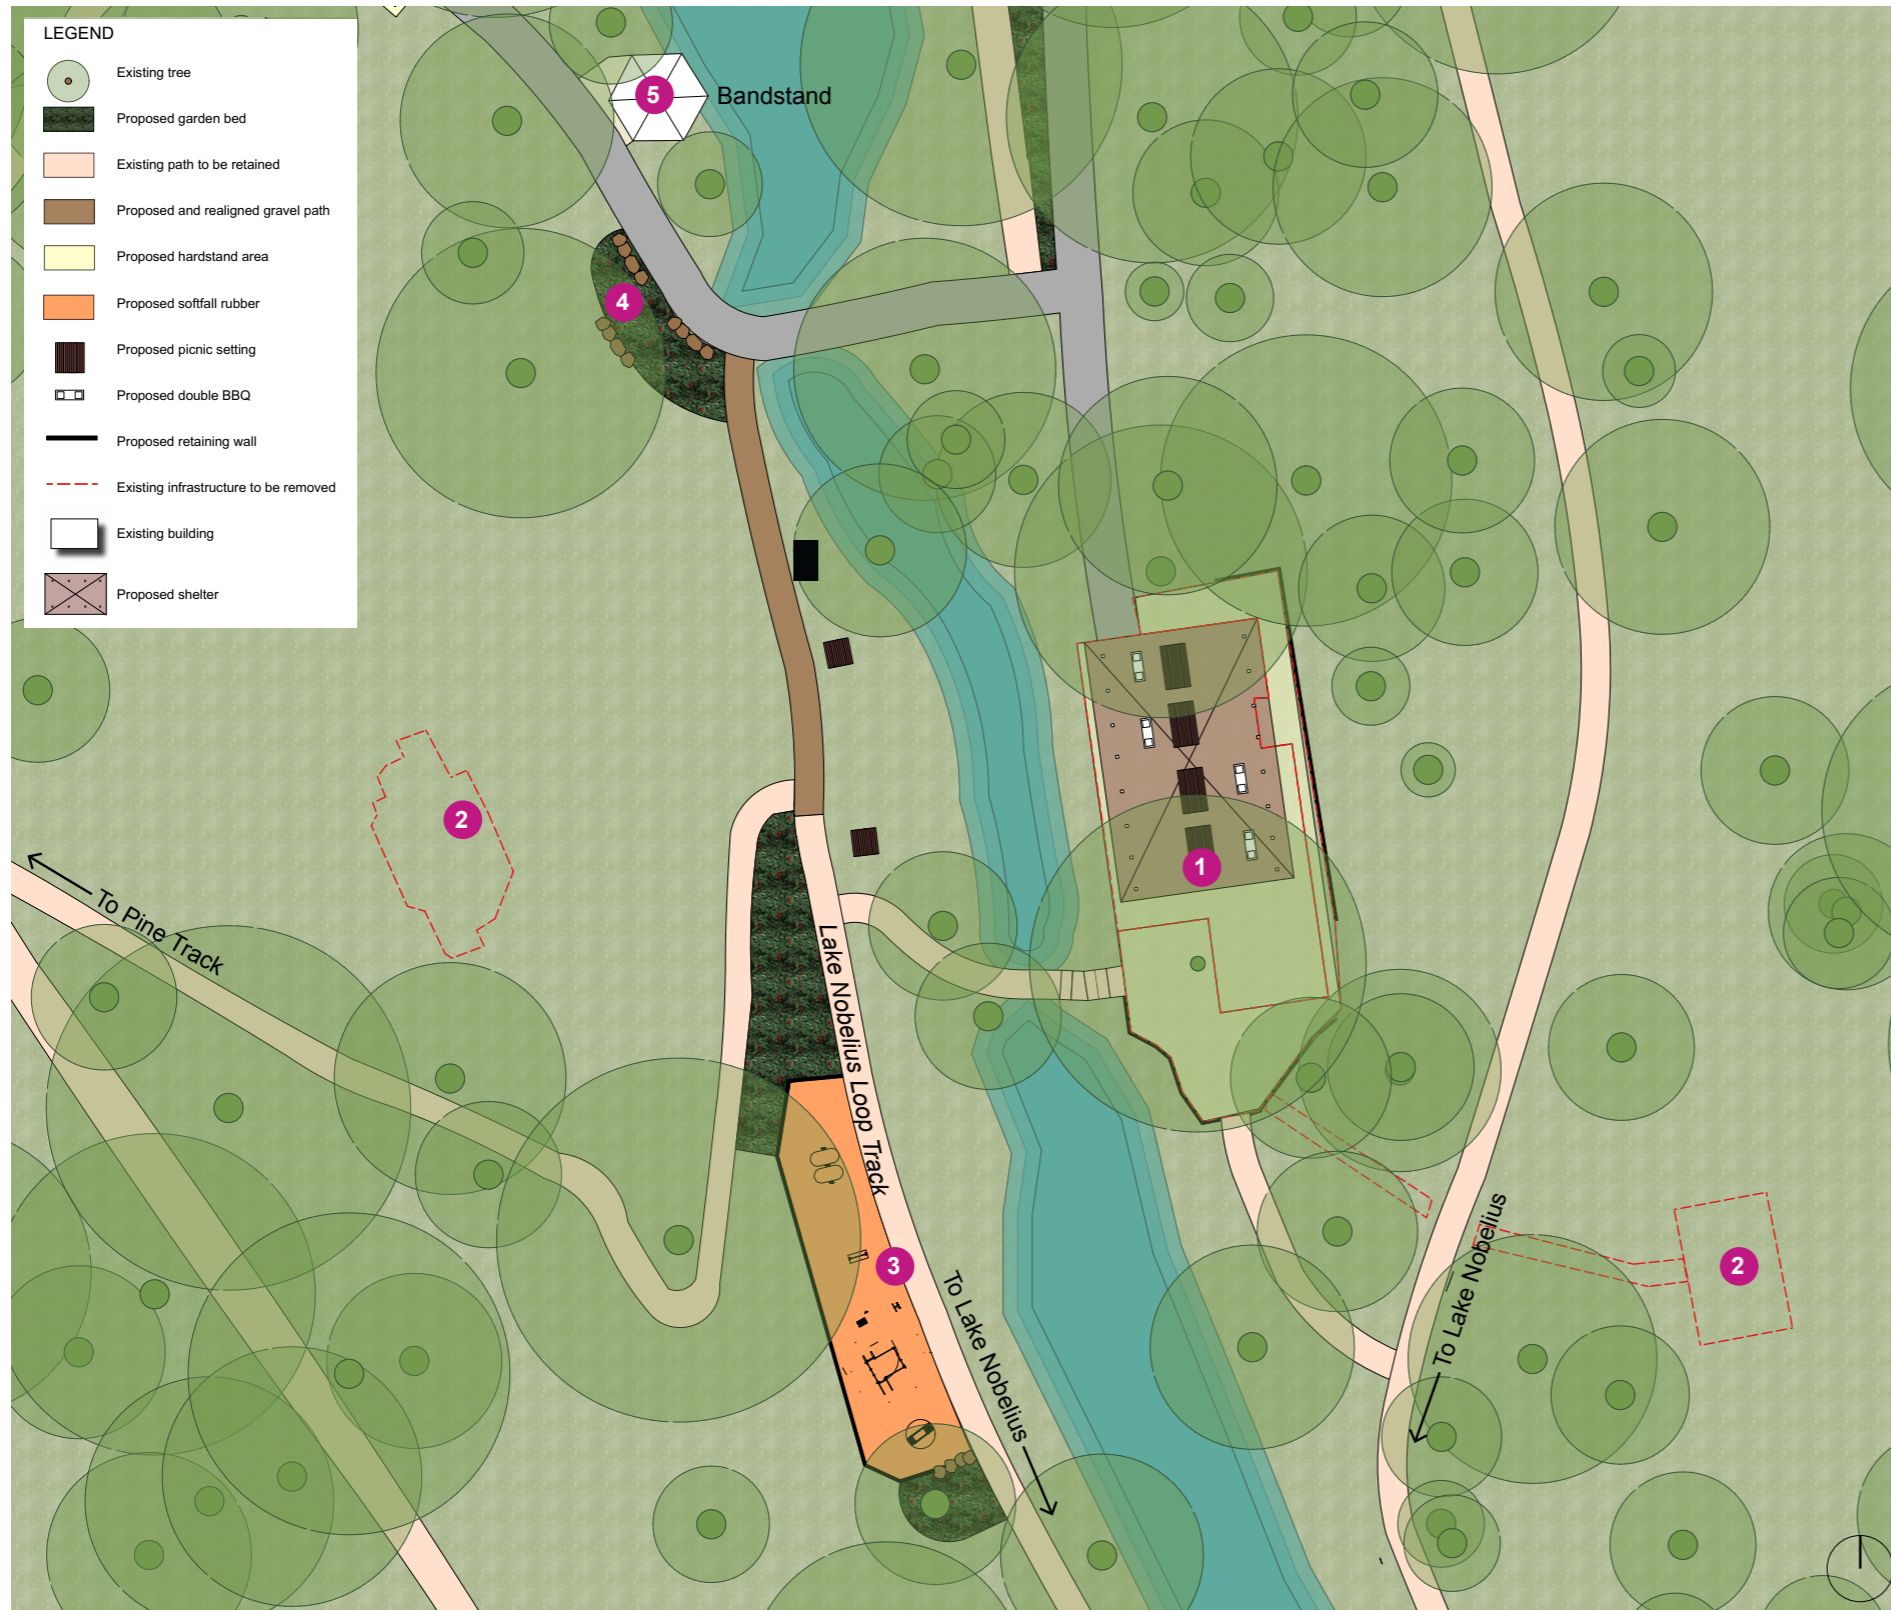 LEGEND
Existing tree
Proposed garden bed
Existing path to be retained
Proposed and realigned gravel path
Proposed hardstand area
Proposed softfall rubber
Proposed picnic setting
Proposed double BBQ
Proposed retaining wall
Existing infrastructure to be removed
Existing building
Proposed shelter
5
Bandstand
4
2
1
To Pine Track
Lake Nobelius Loop Track
3
To Lake Nobelius
To Lake Nobelius
2